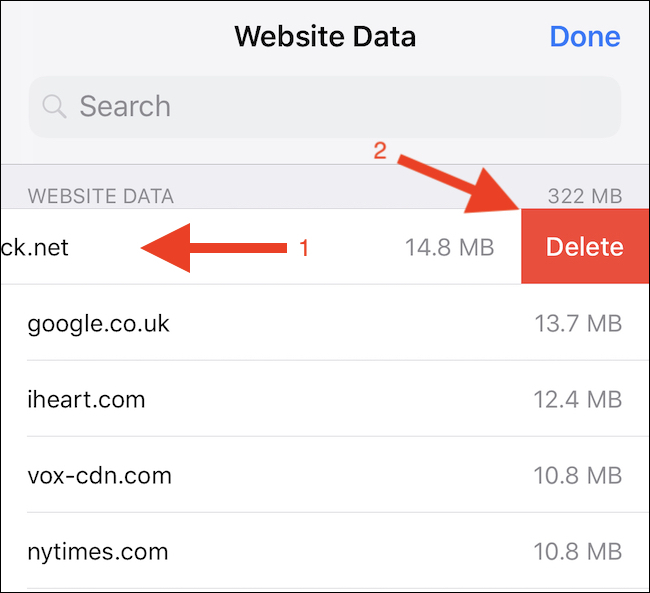 Website Data Done
Search
2
WEBSITE DATA 322 MB
ck.net 1 14.8 MB Delete
google.co.uk 13.7 MB
iheart.com 12.4 MB
vox-cdn.com 10.8 MB
nytimes.com 10.8 MB